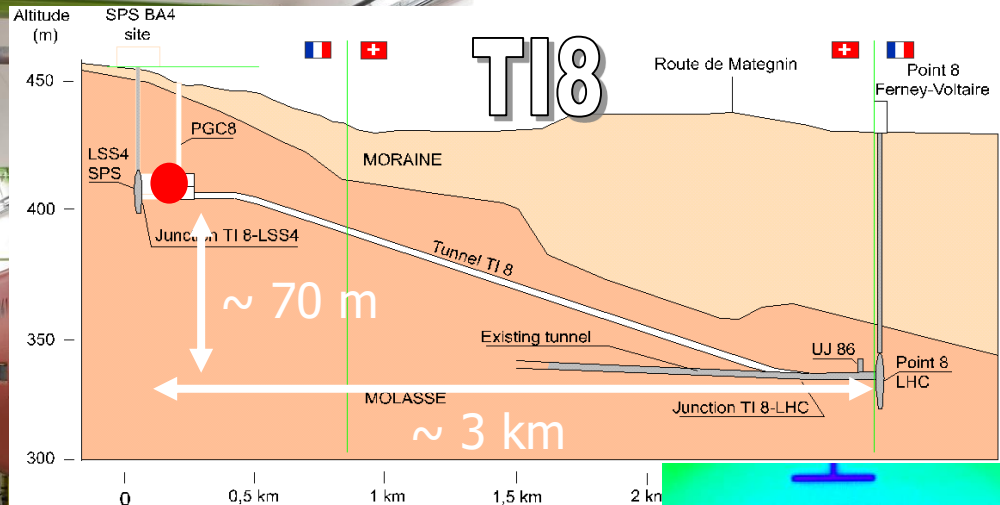 Altitude
(m)
SPS BA4
site
TI8
Route de Mategnin
Point 8
Ferney-Voltaire
450
PGC8
MORAINE
LSS4
SPS
400
Junction TI 8-LSS4
Tunnel TI 8
~ 70 m
350
Existing tunnel
UJ 86
Point 8
LHC
MOLASSE
Junction TI 8-LHC
~ 3 km
300
0
0,5 km
1 km
1,5 km